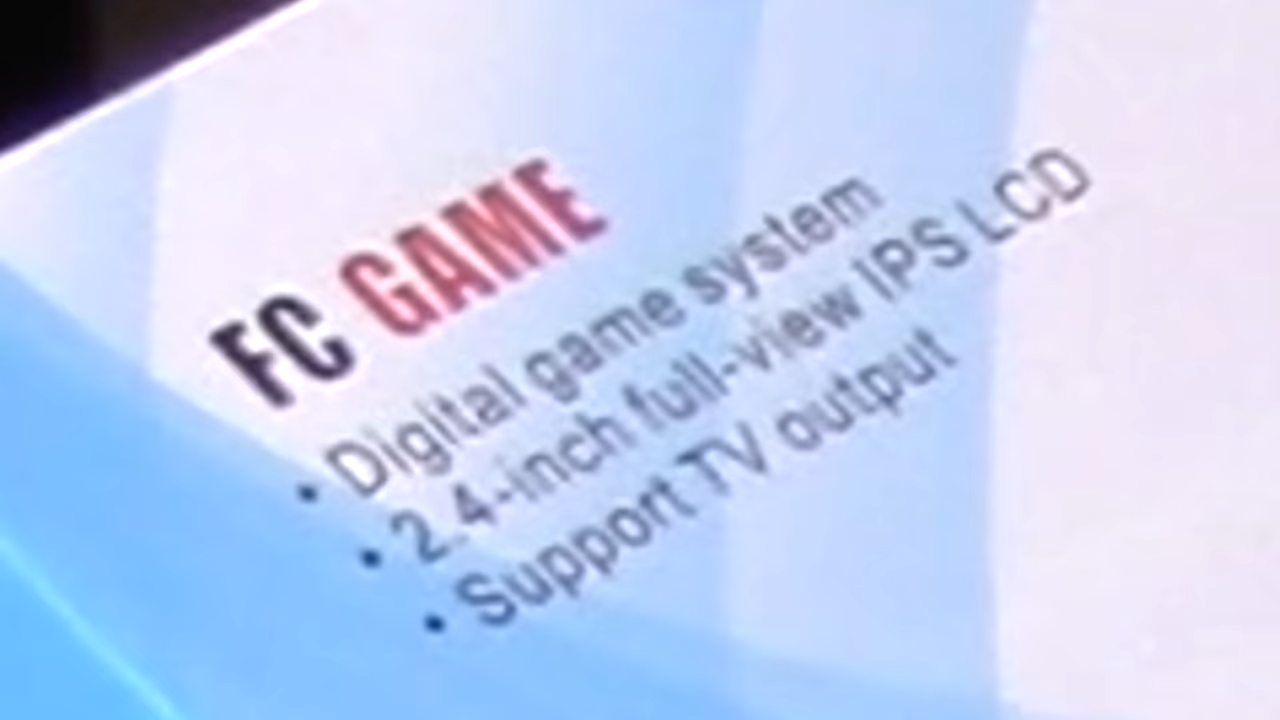 FC GAME
• Digital game system
• 2.4-inch full-view IPS LCD
• Support TV output